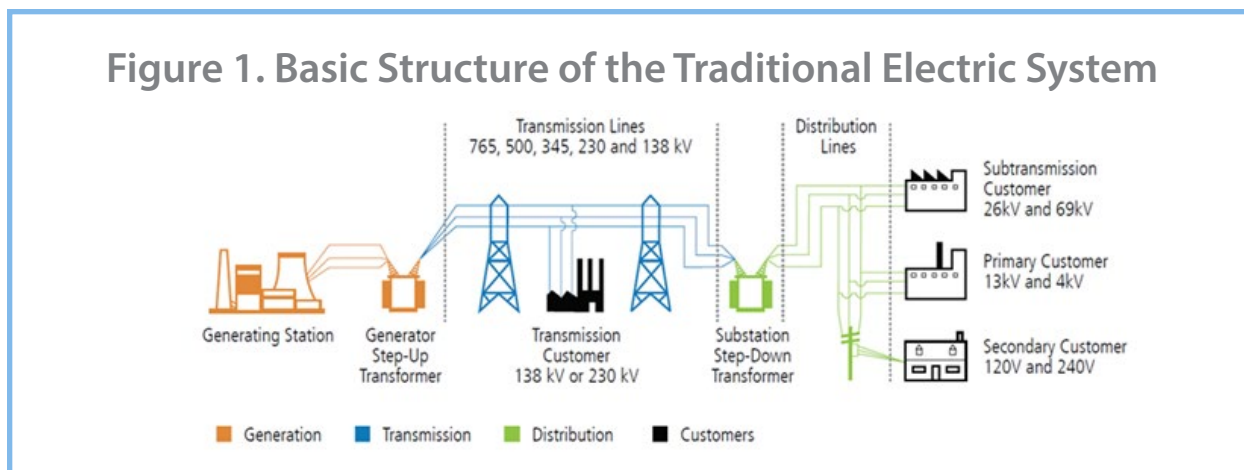 Figure 1. Basic Structure of the Traditional Electric System
Transmission Lines
765, 500, 345, 230 and 138 kV
Distribution
Lines
Subtransmission
Customer
26kV and 69kV
Primary Customer
13kV and 4kV
Secondary Customer
120V and 240V
Generating Station
Generator
Step-Up
Transformer
Transmission
Customer
138 kV or 230 kV
Substation
Step-Down
Transformer
Generation
Transmission
Distribution
Customers